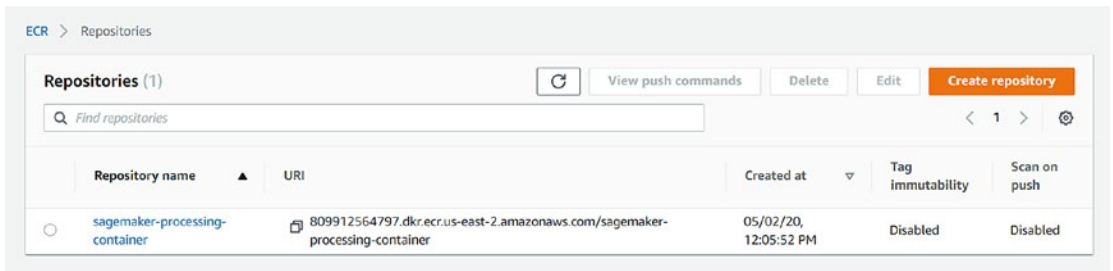 ECR > Repositories
Repositories (1)
View push commands
Delete
Edit
Create repository
Find repositories
< 1 >
Repository name
URI
Created at
Tag
immutability
Scan on
push
sagemaker-processing-
container
809912564797.dkr.ecr.us-east-2.amazonaws.com/sagemaker-
processing-container
05/02/20,
12:05:52 PM
Disabled
Disabled